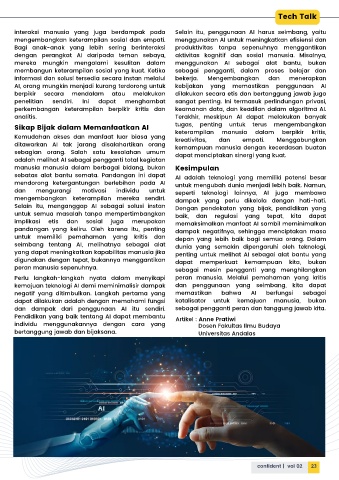 Tech Talk
interaksi manusia yang juga berdampak pada
mengembangkan keterampilan sosial dan empati.
Bagi anak-anak yang lebih sering berinteraksi
dengan perangkat AI daripada teman sebaya,
mereka mungkin mengalami kesulitan dalam
membangun keterampilan sosial yang kuat. Ketika
informasi dan solusi tersedia secara instan melalui
AI, orang mungkin menjadi kurang terdorong untuk
berpikir secara mendalam atau melakukan
penelitian sendiri. Ini dapat menghambat
perkembangan keterampilan berpikir kritis dan
analitis.
Sikap Bijak dalam Memanfaatkan AI
Kemudahan akses dan manfaat luar biasa yang
ditawarkan AI tak jarang disalahartikan orang
sebagian orang. Salah satu kesalahan umum
adalah melihat AI sebagai pengganti total kegiatan
manusia manusia dalam berbagai bidang, bukan
sebatas alat bantu semata. Pandangan ini dapat
mendorong ketergantungan berlebihan pada AI
dan mengurangi motivasi individu untuk
mengembangkan keterampilan mereka sendiri.
Selain itu, menganggap AI sebagai solusi instan
untuk semua masalah tanpa mempertimbangkan
implikasi etis dan sosial juga merupakan
pandangan yang keliru. Oleh karena itu, penting
untuk memiliki pemahaman yang kritis dan
seimbang tentang AI, melihatnya sebagai alat
yang dapat meningkatkan kapabilitas manusia jika
digunakan dengan tepat, bukannya menggantikan
peran manusia sepenuhnya.
Perlu langkah-langkah nyata dalam menyikapi
kemajuan teknologi AI demi meminimalisir dampak
negatif yang ditimbulkan. Langkah pertama yang
dapat dilakukan adalah dengan memahami fungsi
dan dampak dari penggunaan AI itu sendiri.
Pendidikan yang baik tentang AI dapat membantu
individu menggunakannya dengan cara yang
bertanggung jawab dan bijaksana.
Selain itu, penggunaan AI harus seimbang, yaitu
menggunakan AI untuk meningkatkan efisiensi dan
produktivitas tanpa sepenuhnya menggantikan
aktivitas kognitif dan sosial manusia. Misalnya,
menggunakan AI sebagai alat bantu, bukan
sebagai pengganti, dalam proses belajar dan
bekerja. Mengembangkan dan menerapkan
kebijakan yang memastikan penggunaan AI
dilakukan secara etis dan bertanggung jawab juga
sangat penting. Ini termasuk perlindungan privasi,
keamanan data, dan keadilan dalam algoritma AI.
Terakhir, meskipun AI dapat melakukan banyak
tugas, penting untuk terus mengembangkan
keterampilan manusia dalam berpikir kritis,
kreativitas, dan empati. Menggabungkan
kemampuan manusia dengan kecerdasan buatan
dapat menciptakan sinergi yang kuat.
Kesimpulan
AI adalah teknologi yang memiliki potensi besar
untuk mengubah dunia menjadi lebih baik. Namun,
seperti teknologi lainnya, AI juga membawa
dampak yang perlu dikelola dengan hati-hati.
Dengan pendekatan yang bijak, pendidikan yang
baik, dan regulasi yang tepat, kita dapat
memaksimalkan manfaat AI sambil meminimalkan
dampak negatifnya, sehingga menciptakan masa
depan yang lebih baik bagi semua orang. Dalam
dunia yang semakin dipengaruhi oleh teknologi,
penting untuk melihat AI sebagai alat bantu yang
dapat memperkuat kemampuan kita, bukan
sebagai mesin pengganti yang menghilangkan
peran manusia. Melalui pemahaman yang kritis
dan penggunaan yang seimbang, kita dapat
memastikan bahwa AI berfungsi sebagai
katalisator untuk kemajuan manusia, bukan
sebagai pengganti peran dan tanggung jawab kita.
Artikel : Anne Pratiwi
Dosen Fakultas Ilmu Budaya
Universitas Andalas
AI
confident | vol 02
23